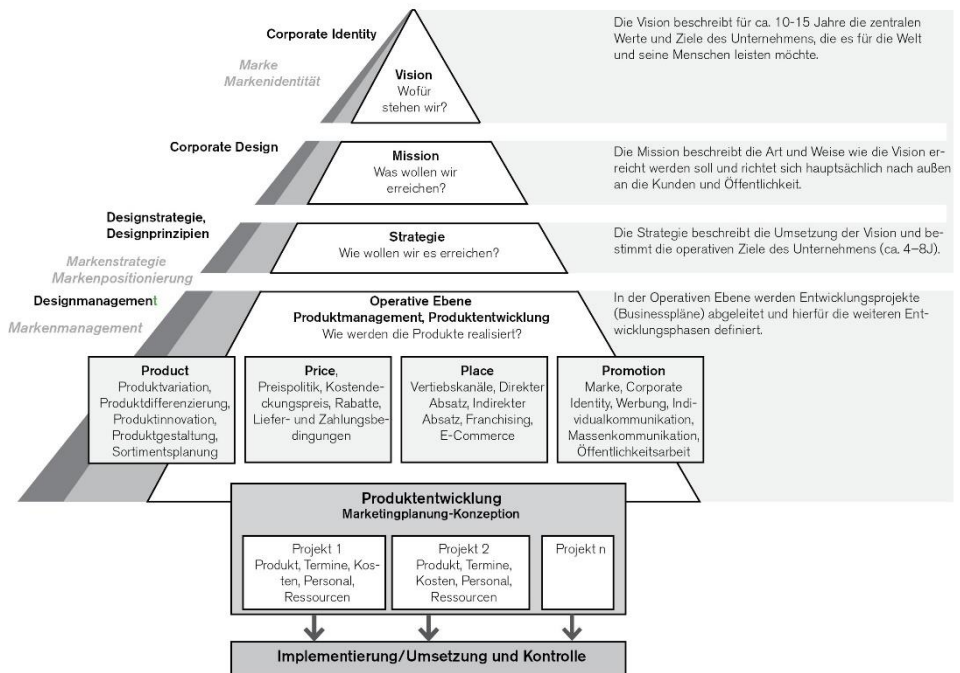 Corporate Identity
Marke
Markenidentität
Vision
Wofür
stehen wir?
Die Vision beschreibt für ca. 10-15 Jahre die zentralen
Werte und Ziele des Unternehmens, die es für die Welt
und seine Menschen leisten möchte.
Corporate Design
Mission
Was wollen wir
erreichen?
Die Mission beschreibt die Art und Weise wie die Vision er-
reicht werden soll und richtet sich hauptsächlich nach außen
an die Kunden und Öffentlichkeit.
Designstrategie,
Designprinzipien
Markenstrategie
Markenpositionierung
Strategie
Wie wollen wir es erreichen?
Die Strategie beschreibt die Umsetzung der Vision und be-
stimmt die operativen Ziele des Unternehmens (ca. 4–8J).
Designmanagement
Markenmanagement
Operative Ebene
Produktmanagement, Produktentwicklung
Wie werden die Produkte realisiert?
In der Operativen Ebene werden Entwicklungsprojekte
(Businesspläne) abgeleitet und hierfür die weiteren Ent-
wicklungsphasen definiert.
Product
Produktvariation,
Produktdifferenzierung,
Produktinnovation,
Produktgestaltung,
Sortimentsplanung
Price,
Preispolitik, Kostende-
ckungspreis, Rabatte,
Liefer- und Zahlungsbe-
dingungen
Place
Vertiebskanäle, Direkter
Absatz, Indirekter
Absatz, Franchising,
E-Commerce
Promotion
Marke, Corporate
Identity, Werbung, Indi-
vidualkommunikation,
Massenkommunikation,
Öffentlichkeitsarbeit
Produktentwicklung
Marketingplanung-Konzeption
Projekt 1
Produkt, Termine, Kos-
ten, Personal,
Ressourcen
Projekt 2
Produkt, Termine,
Kosten, Personal,
Ressourcen
Projekt n
Implementierung/Umsetzung und Kontrolle